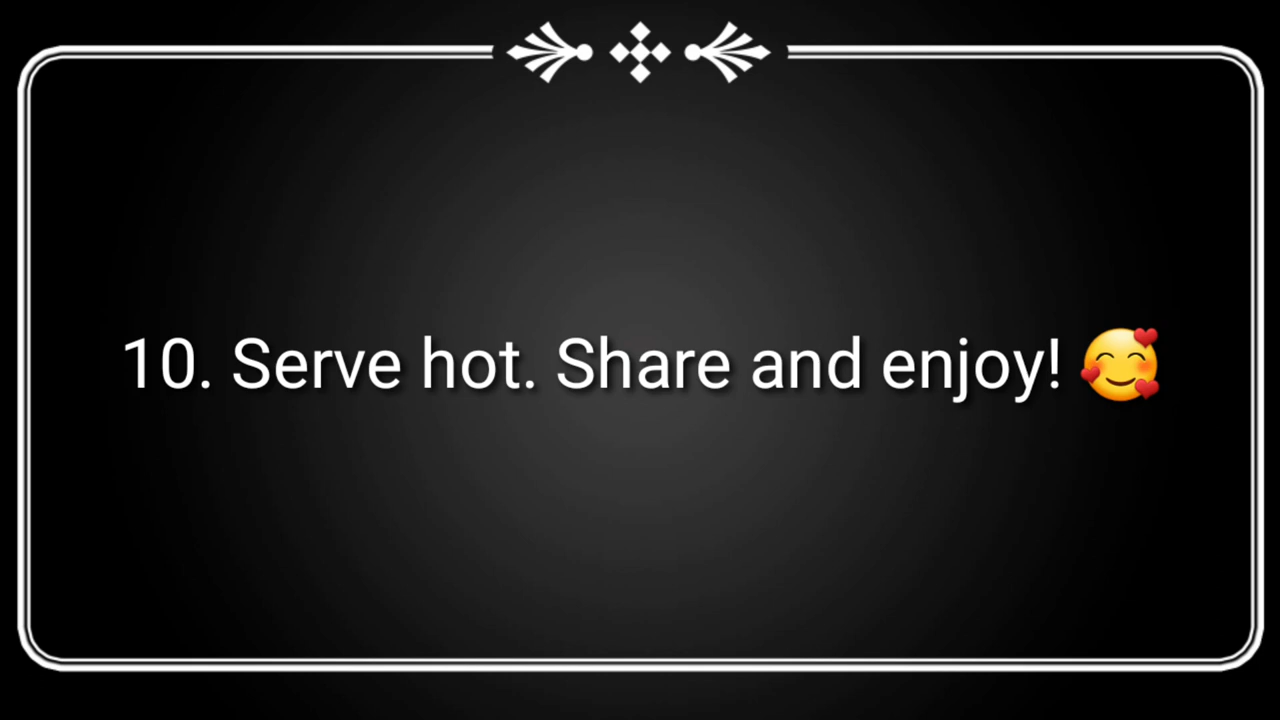 10. Serve hot. Share and enjoy! 🥰